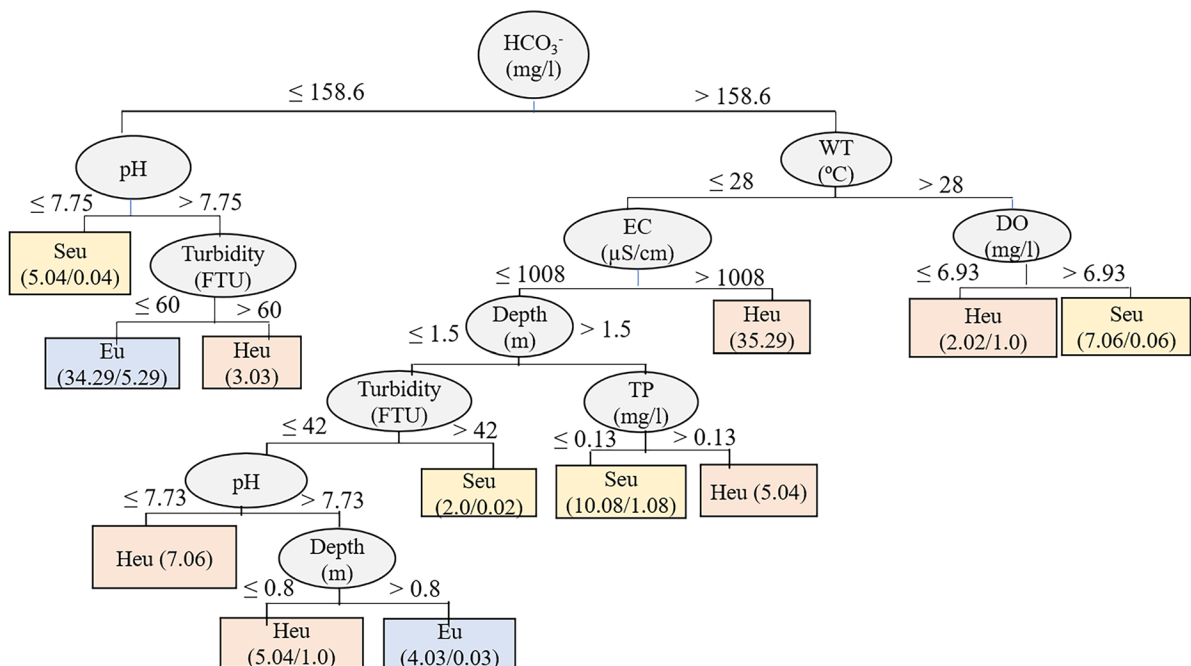 HCO₃⁻
(mg/l)
≤ 158.6
> 158.6
pH
WT
(ºC)
≤ 7.75
> 7.75
≤ 28
> 28
Seu
(5.04/0.04)
Turbidity
(FTU)
EC
(µS/cm)
DO
(mg/l)
≤ 60
> 60
≤ 1008
> 1008
≤ 6.93
> 6.93
Eu
(34.29/5.29)
Heu
(3.03)
Depth
(m)
Heu
(35.29)
Heu
(2.02/1.0)
Seu
(7.06/0.06)
≤ 1.5
> 1.5
Turbidity
(FTU)
TP
(mg/l)
≤ 42
> 42
≤ 0.13
> 0.13
pH
Seu
(2.0/0.02)
Seu
(10.08/1.08)
Heu (5.04)
≤ 7.73
> 7.73
Heu (7.06)
Depth
(m)
≤ 0.8
> 0.8
Heu
(5.04/1.0)
Eu
(4.03/0.03)